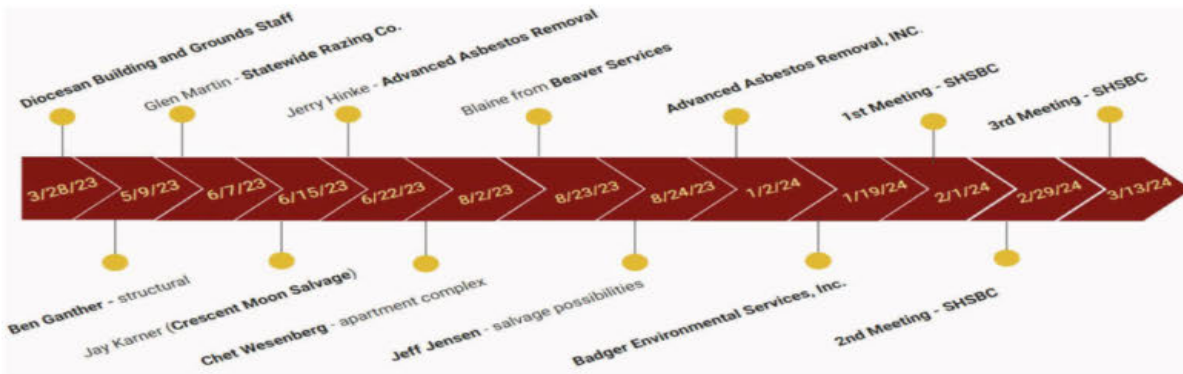 Diocesan Building and Grounds Staff
Glen Martin - Statewide Razing Co.
Jerry Hinke - Advanced Asbestos Removal
Blaine from Beaver Services
Advanced Asbestos Removal, INC.
1st Meeting - SHSBC
3rd Meeting - SHSBC
3/28/23
5/9/23
6/7/23
6/15/23
6/22/23
8/2/23
8/23/23
8/24/23
1/2/24
1/19/24
2/1/24
2/29/24
3/13/24
Ben Ganther - structural
Jay Karner (Crescent Moon Salvage)
Chet Wesenberg - apartment complex
Jeff Jensen - salvage possibilities
Badger Environmental Services, Inc.
2nd Meeting - SHSBC